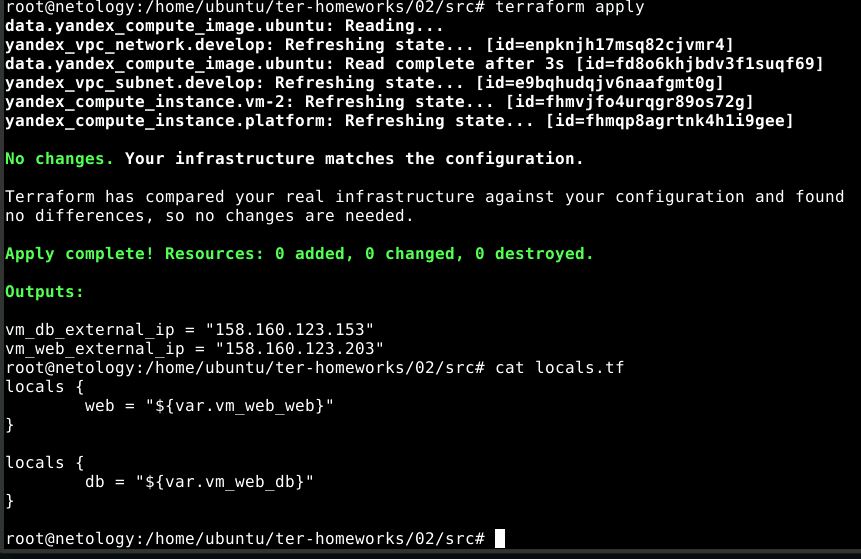 root@netology:/home/ubuntu/ter-homeworks/02/src# terraform apply
data.yandex_compute_image.ubuntu: Reading...
yandex_vpc_network.develop: Refreshing state... [id=enpknjh17msq82cjvmr4]
data.yandex_compute_image.ubuntu: Read complete after 3s [id=fd8o6khjbdv3f1suqf69]
yandex_vpc_subnet.develop: Refreshing state... [id=e9bqhudqjv6naafgmt0g]
yandex_compute_instance.vm-2: Refreshing state... [id=fhmvjfo4urqgr89os72g]
yandex_compute_instance.platform: Refreshing state... [id=fhmqp8agrtnk4h1i9gee]
No changes. Your infrastructure matches the configuration.
Terraform has compared your real infrastructure against your configuration and found
no differences, so no changes are needed.
Apply complete! Resources: 0 added, 0 changed, 0 destroyed.
Outputs:
vm_db_external_ip = "158.160.123.153"
vm_web_external_ip = "158.160.123.203"
root@netology:/home/ubuntu/ter-homeworks/02/src# cat locals.tf
locals {
        web = "${var.vm_web_web}"
}
locals {
        db = "${var.vm_web_db}"
}
root@netology:/home/ubuntu/ter-homeworks/02/src#